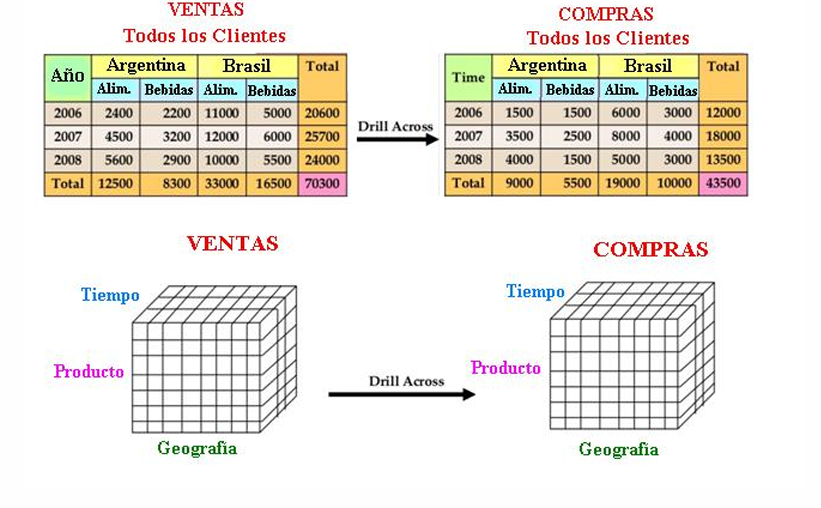 VENTAS
Todos los Clientes
Año Argentina Brasil Total
Alim. Bebidas Alim. Bebidas
2006 2400 2200 11000 5000 20600
2007 4500 3200 12000 6000 25700
2008 5600 2900 10000 5500 24000
Total 12500 8300 33000 16500 70300
Drill Across
COMPRAS
Todos los Clientes
Time Argentina Brasil Total
Alim. Bebidas Alim. Bebidas
2006 1500 1500 6000 3000 12000
2007 3500 2500 8000 4000 18000
2008 4000 1500 5000 3000 13500
Total 9000 5500 19000 10000 43500
VENTAS
Tiempo
Producto
Geografía
Drill Across
COMPRAS
Tiempo
Producto
Geografía